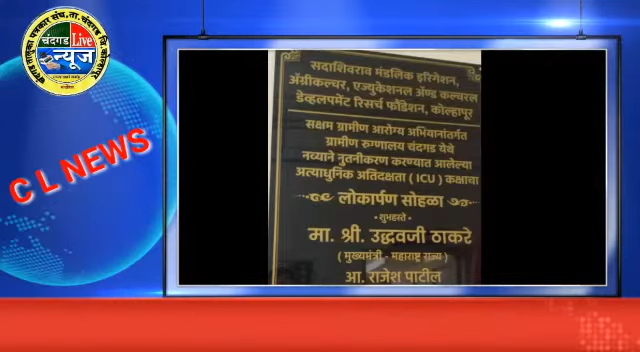 चंदगड Live
न्यूज
C L NEWS
सदाशिवराव मंडलिक इरिगेशन,
ॲग्रीकल्चर, एज्युकेशनल ॲण्ड कल्चरल
डेव्हलपमेंट रिसर्च फौंडेशन, कोल्हापूर
सक्षम ग्रामीण आरोग्य अभियानांतर्गत
ग्रामीण रुग्णालय चंदगड येथे
नव्याने नुतनीकरण करण्यात आलेल्या
अत्याधुनिक अतिदक्षता ( ICU ) कक्षाचा
लोकार्पण सोहळा
• शुभहस्ते •
मा. श्री. उद्धवजी ठाकरे
( मुख्यमंत्री - महाराष्ट्र राज्य )
आ. राजेश पाटील